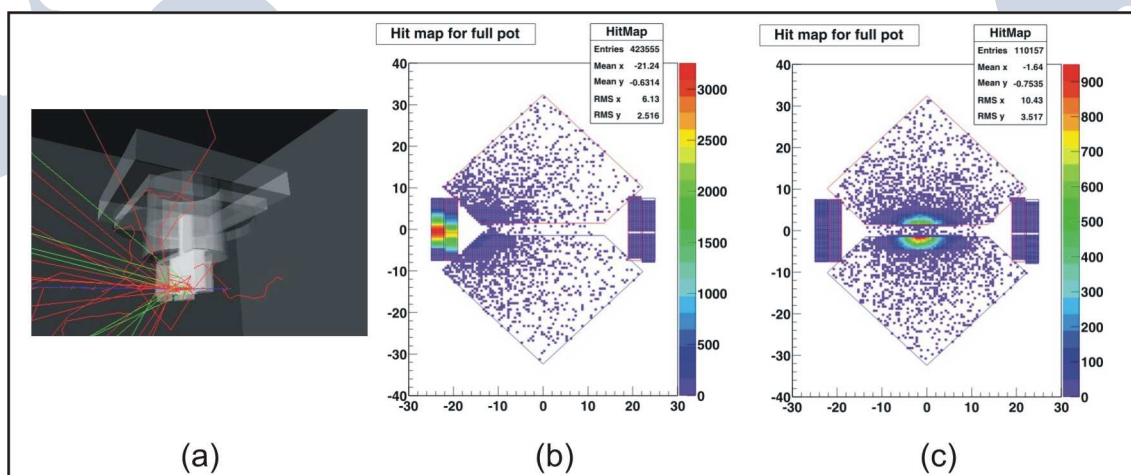 Hit map for full pot
HitMap
Entries 423555
Mean x -21.24
Mean y -0.6314
RMS x 6.13
RMS y 2.516
40
30
20
10
0
-10
-20
-30
-40
-30 -20 -10 0 10 20 30
3000
2500
2000
1500
1000
500
0
Hit map for full pot
HitMap
Entries 110157
Mean x -1.64
Mean y -0.7535
RMS x 10.43
RMS y 3.517
40
30
20
10
0
-10
-20
-30
-40
-30 -20 -10 0 10 20 30
900
800
700
600
500
400
300
200
100
0
(a)
(b)
(c)